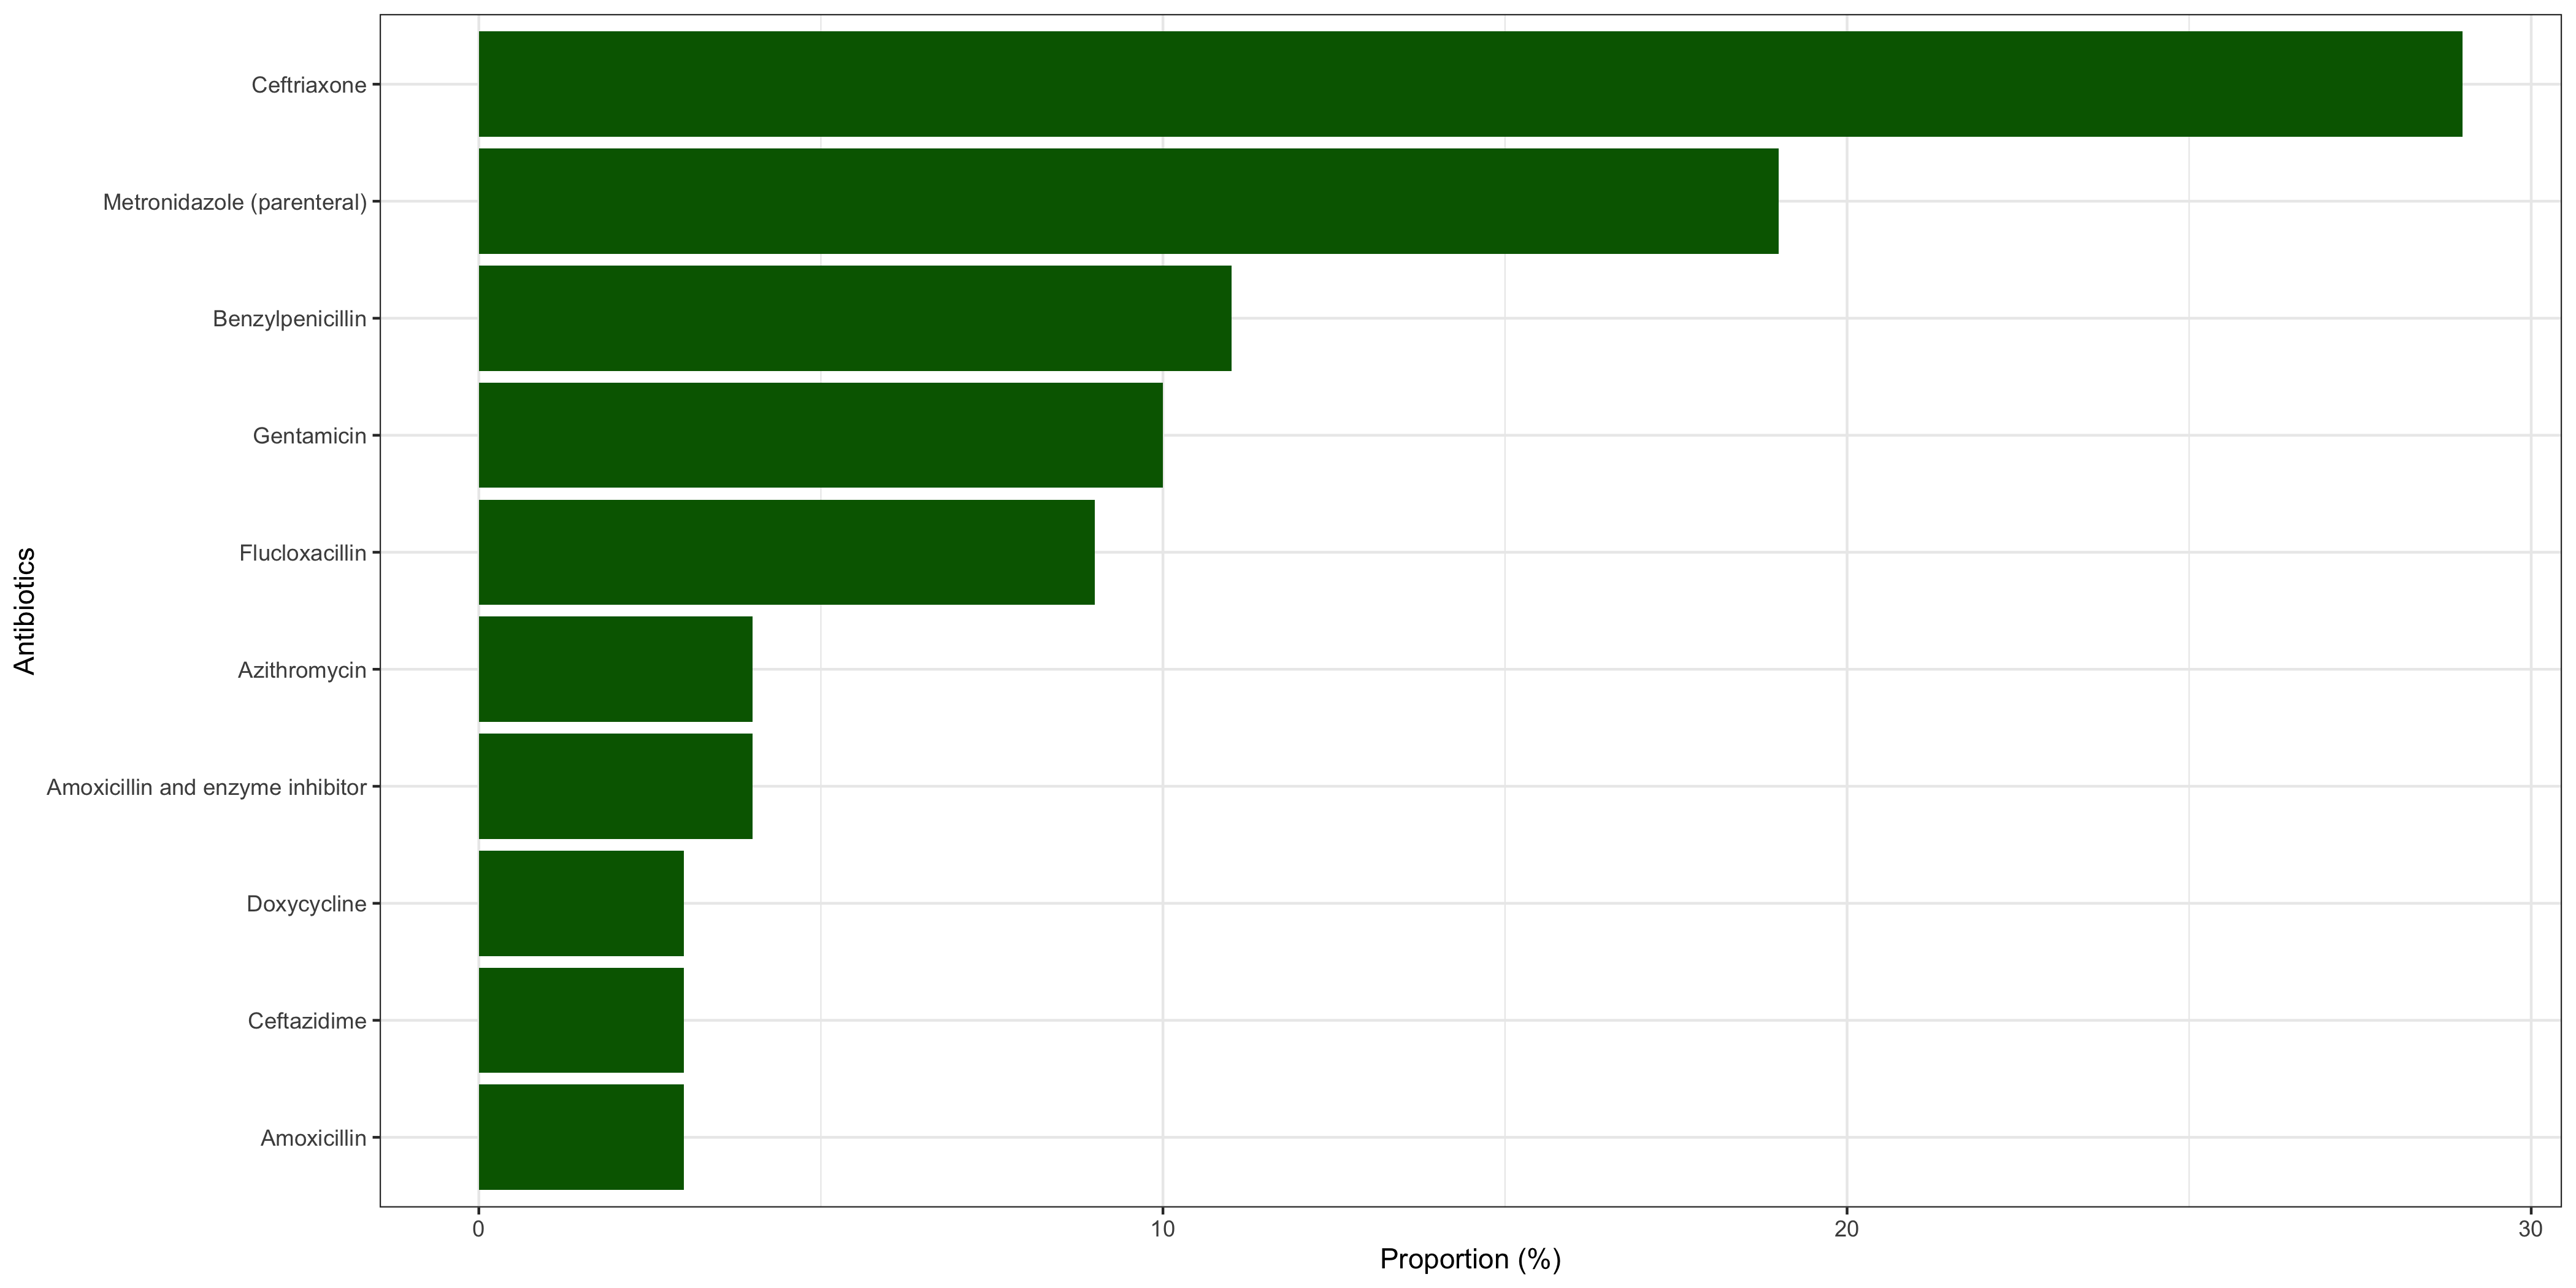 Antibiotics
Ceftriaxone
Metronidazole (parenteral)
Benzylpenicillin
Gentamicin
Flucloxacillin
Azithromycin
Amoxicillin and enzyme inhibitor
Doxycycline
Ceftazidime
Amoxicillin
0 10 20 30
Proportion (%)